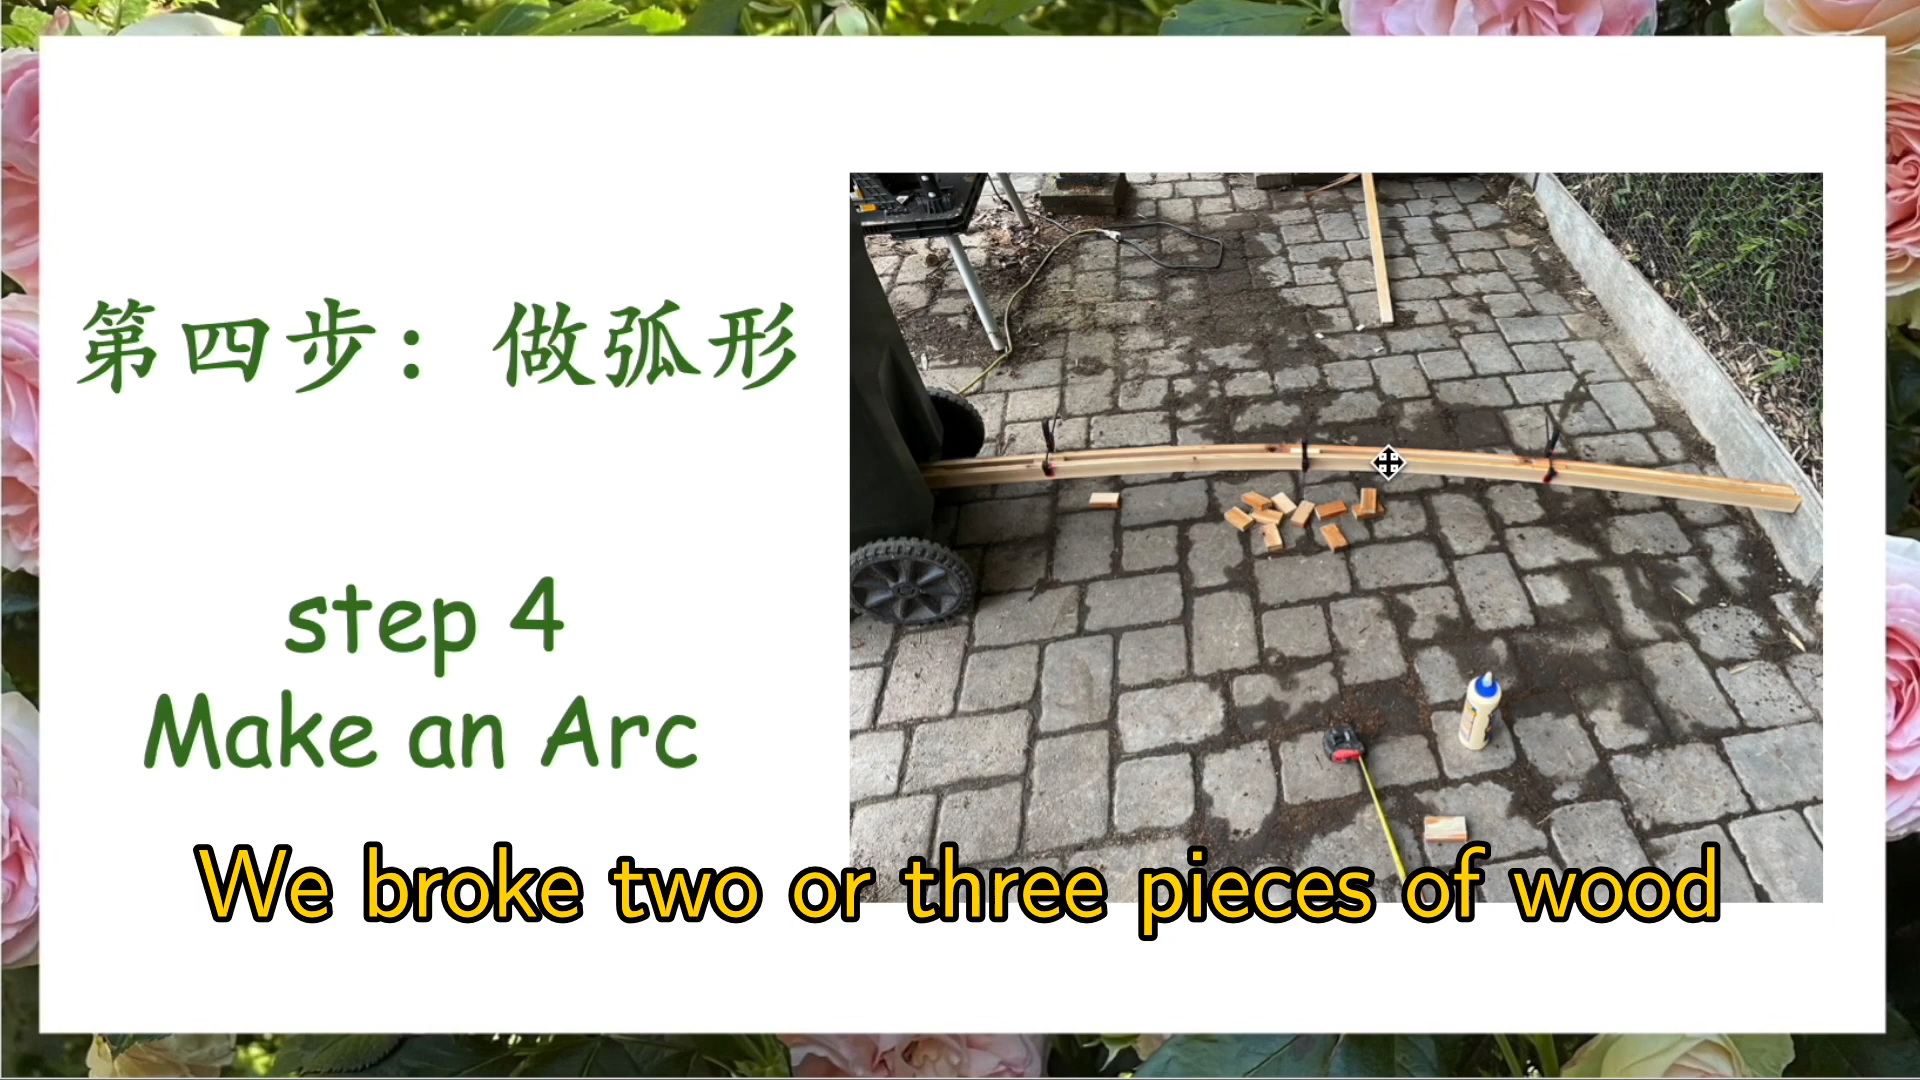 第四步：做弧形
step 4
Make an Arc
We broke two or three pieces of wood